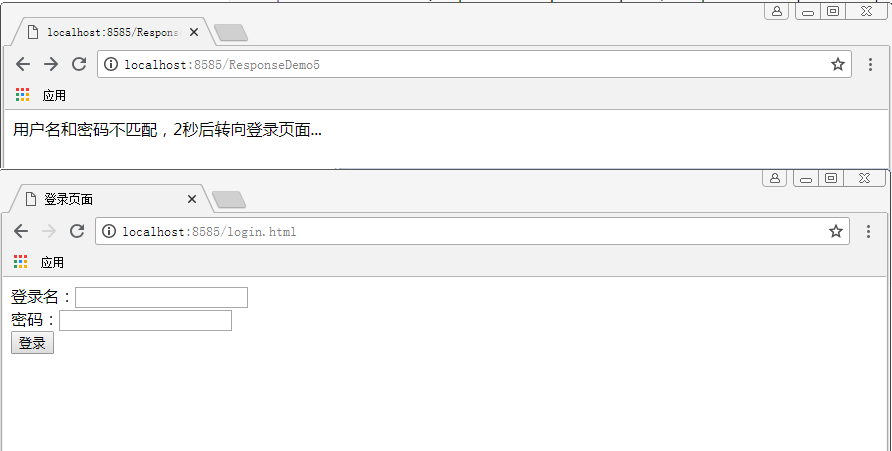 localhost:8585/Respons
localhost:8585/ResponseDemo5
应用
用户名和密码不匹配，2秒后转向登录页面...
登录页面
localhost:8585/login.html
应用
登录名：
密码：
登录